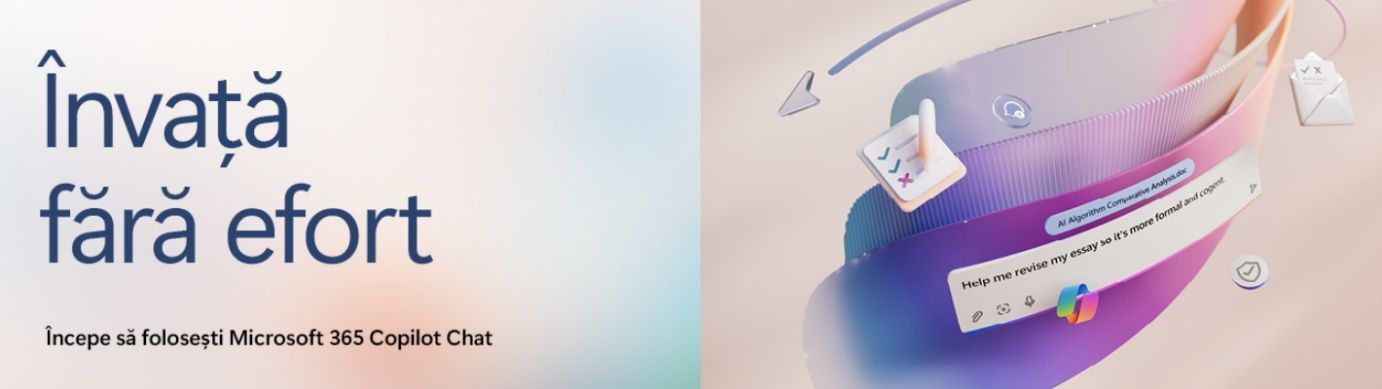 Învață
fără efort
Începe să folosești Microsoft 365 Copilot Chat
AI Algorithm Comparative Analysis.doc
Help me revise my essay so it's more formal and cogent.